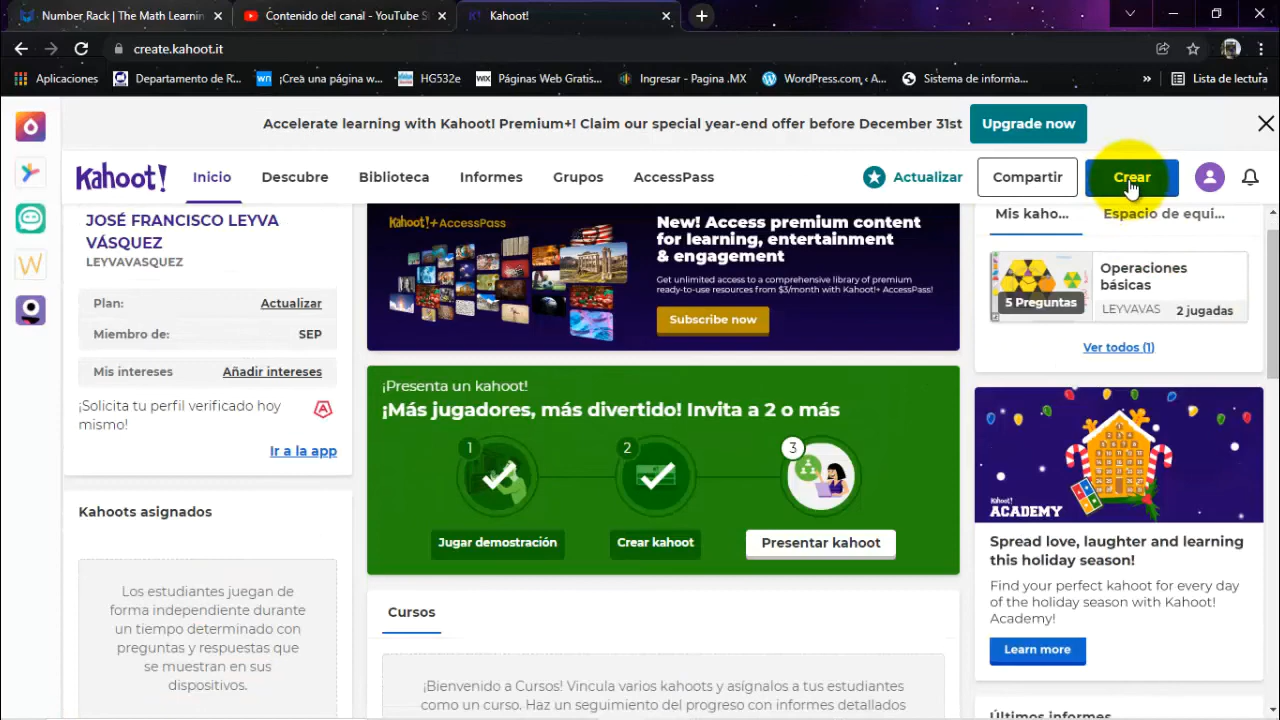 Number Rack | The Math Learnin
Contenido del canal - YouTube S
Kahoot!
create.kahoot.it
Aplicaciones
Departamento de R...
¡Crea una página w...
HG532e
Páginas Web Gratis...
Ingresar - Pagina .MX
WordPress.com, ‹ A...
Sistema de informa...
»
Lista de lectura
Accelerate learning with Kahoot! Premium+! Claim our special year-end offer before December 31st
Upgrade now
Kahoot!
Inicio
Descubre
Biblioteca
Informes
Grupos
AccessPass
Actualizar
Compartir
Crear
JOSÉ FRANCISCO LEYVA
VÁSQUEZ
LEYVAVASQUEZ
Plan: Actualizar
Miembro de: SEP
Mis intereses Añadir intereses
¡Solicita tu perfil verificado hoy
mismo!
Ir a la app
Kahoots asignados
Los estudiantes juegan de
forma independiente durante
un tiempo determinado con
preguntas y respuestas que
se muestran en sus
dispositivos.
Kahoot!+ AccessPass
New! Access premium content
for learning, entertainment
& engagement
Get unlimited access to a comprehensive library of premium
ready-to-use resources from $3/month with Kahoot!+ AccessPass!
Subscribe now
¡Presenta un kahoot!
¡Más jugadores, más divertido! Invita a 2 o más
1
2
3
Jugar demostración
Crear kahoot
Presentar kahoot
Cursos
¡Bienvenido a Cursos! Vincula varios kahoots y asígnalos a tus estudiantes
como un curso. Haz un seguimiento del progreso con informes detallados
Mis kaho...
Espacio de equi...
5 Preguntas
Operaciones
básicas
LEYVAVAS 2 jugadas
Ver todos (1)
Kahoot!
ACADEMY
Spread love, laughter and learning
this holiday season!
Find your perfect kahoot for every day
of the holiday season with Kahoot!
Academy!
Learn more
Últimos informes